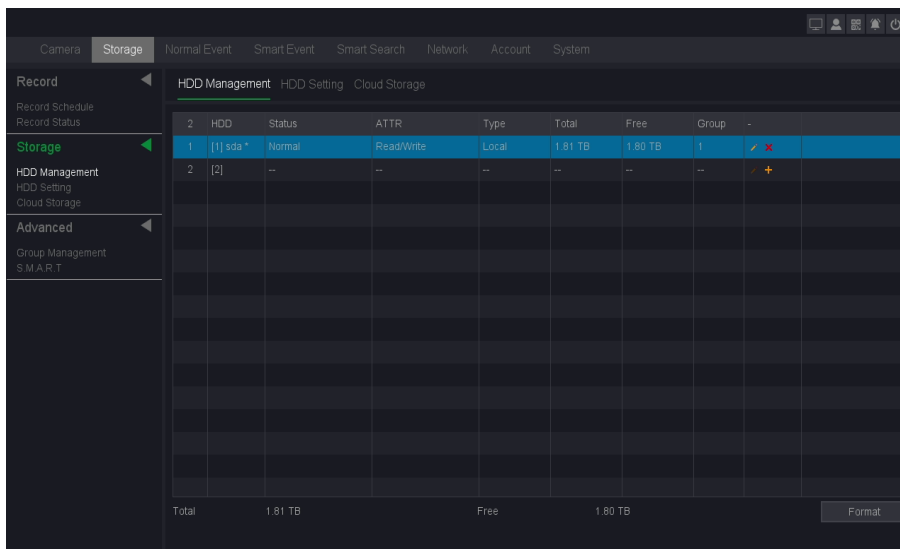 Camera Storage Normal Event Smart Event Smart Search Network Account System
Record
Record Schedule
Record Status
Storage
HDD Management
HDD Setting
Cloud Storage
Advanced
Group Management
S.M.A.R.T
HDD Management HDD Setting Cloud Storage
2 HDD Status ATTR Type Total Free Group -
1 [1] sda * Normal Read/Write Local 1.81 TB 1.80 TB 1
2 [2] -- -- -- -- -- --
Total 1.81 TB Free 1.80 TB
Format